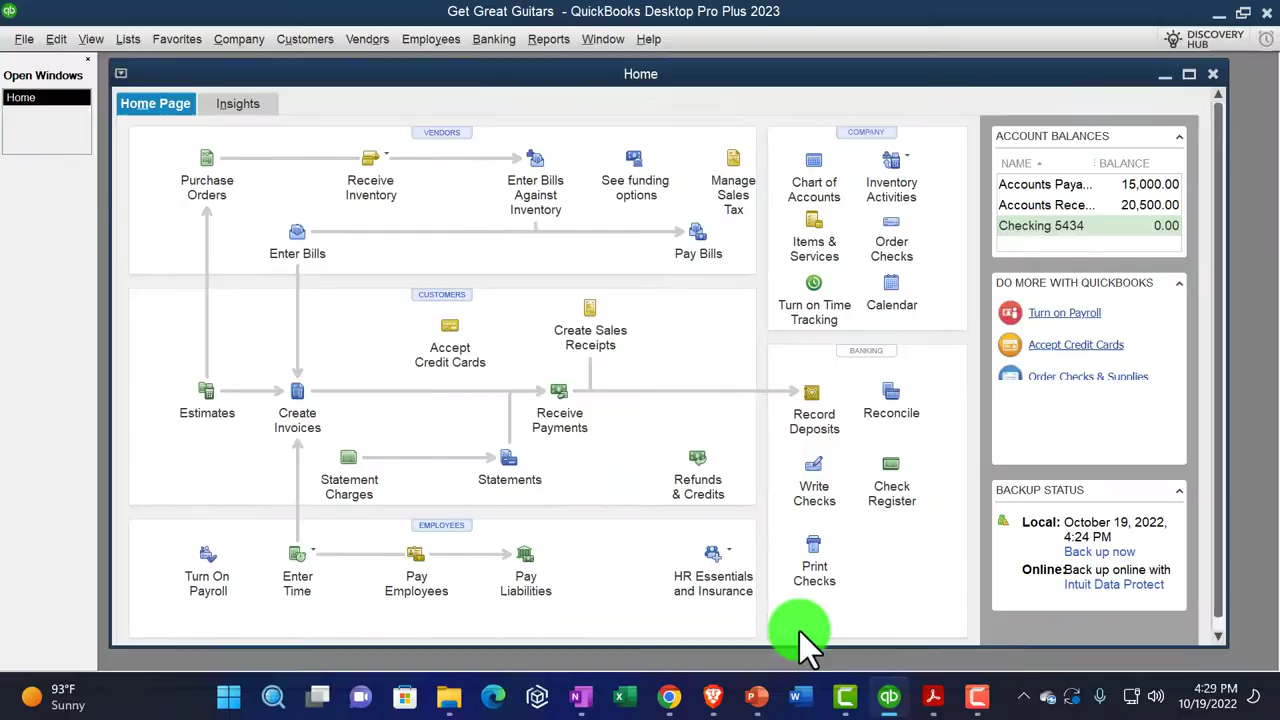 Get Great Guitars - QuickBooks Desktop Pro Plus 2023
File Edit View Lists Favorites Company Customers Vendors Employees Banking Reports Window Help
DISCOVERY
HUB
Open Windows
Home
Home
Home Page Insights
VENDORS
Purchase
Orders
Receive
Inventory
Enter Bills
Against
Inventory
See funding
options
Manage
Sales
Tax
Enter Bills
Pay Bills
CUSTOMERS
Accept
Credit Cards
Create Sales
Receipts
Estimates
Create
Invoices
Receive
Payments
Statement
Charges
Statements
Refunds
& Credits
EMPLOYEES
Turn On
Payroll
Enter
Time
Pay
Employees
Pay
Liabilities
HR Essentials
and Insurance
COMPANY
Chart of
Accounts
Inventory
Activities
Items &
Services
Order
Checks
Turn on Time
Tracking
Calendar
BANKING
Record
Deposits
Reconcile
Write
Checks
Check
Register
Print
Checks
ACCOUNT BALANCES
NAME BALANCE
Accounts Paya... 15,000.00
Accounts Rece... 20,500.00
Checking 5434 0.00
DO MORE WITH QUICKBOOKS
Turn on Payroll
Accept Credit Cards
Order Checks & Supplies
BACKUP STATUS
Local: October 19, 2022,
4:24 PM
Back up now
Online: Back up online with
Intuit Data Protect
93°F
Sunny
4:29 PM
10/19/2022